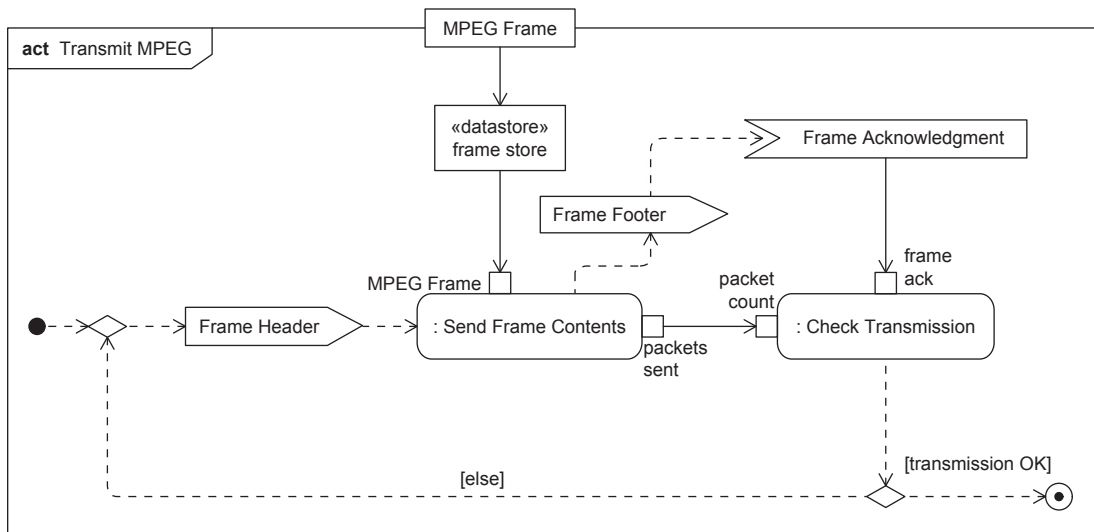 MPEG Frame
act Transmit MPEG
«datastore»
frame store
Frame Acknowledgment
Frame Footer
MPEG Frame
frame
ack
packet
count
Frame Header
: Send Frame Contents
: Check Transmission
packets
sent
[else]
[transmission OK]